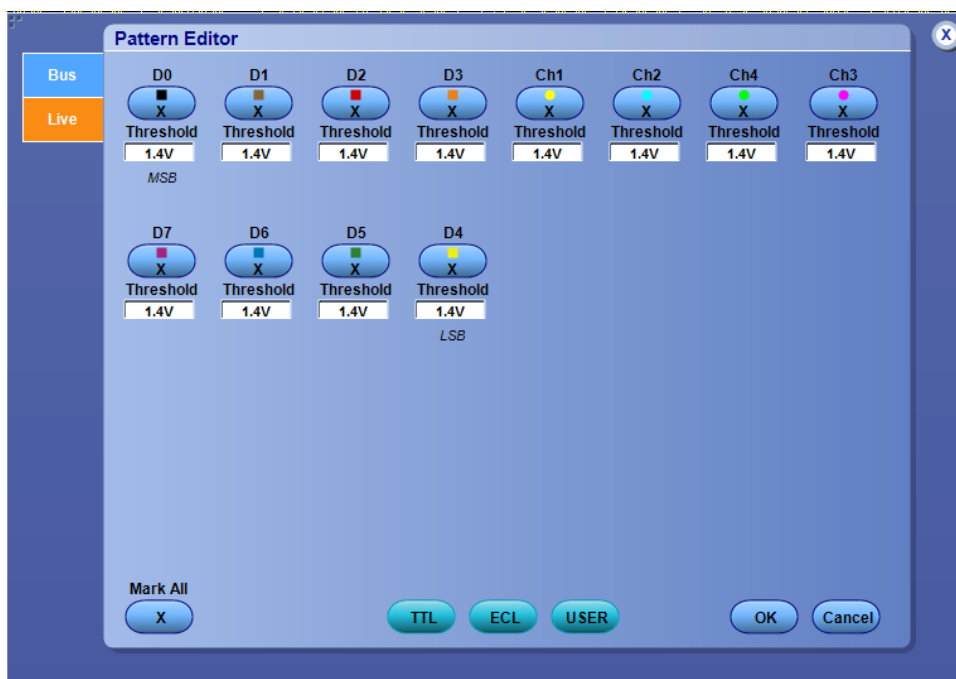 Pattern Editor
X
Bus
Live
D0 D1 D2 D3 Ch1 Ch2 Ch4 Ch3
X X X X X X X X
Threshold Threshold Threshold Threshold Threshold Threshold Threshold Threshold
1.4V 1.4V 1.4V 1.4V 1.4V 1.4V 1.4V 1.4V
MSB
D7 D6 D5 D4
X X X X
Threshold Threshold Threshold Threshold
1.4V 1.4V 1.4V 1.4V
LSB
Mark All
X TTL ECL USER OK Cancel